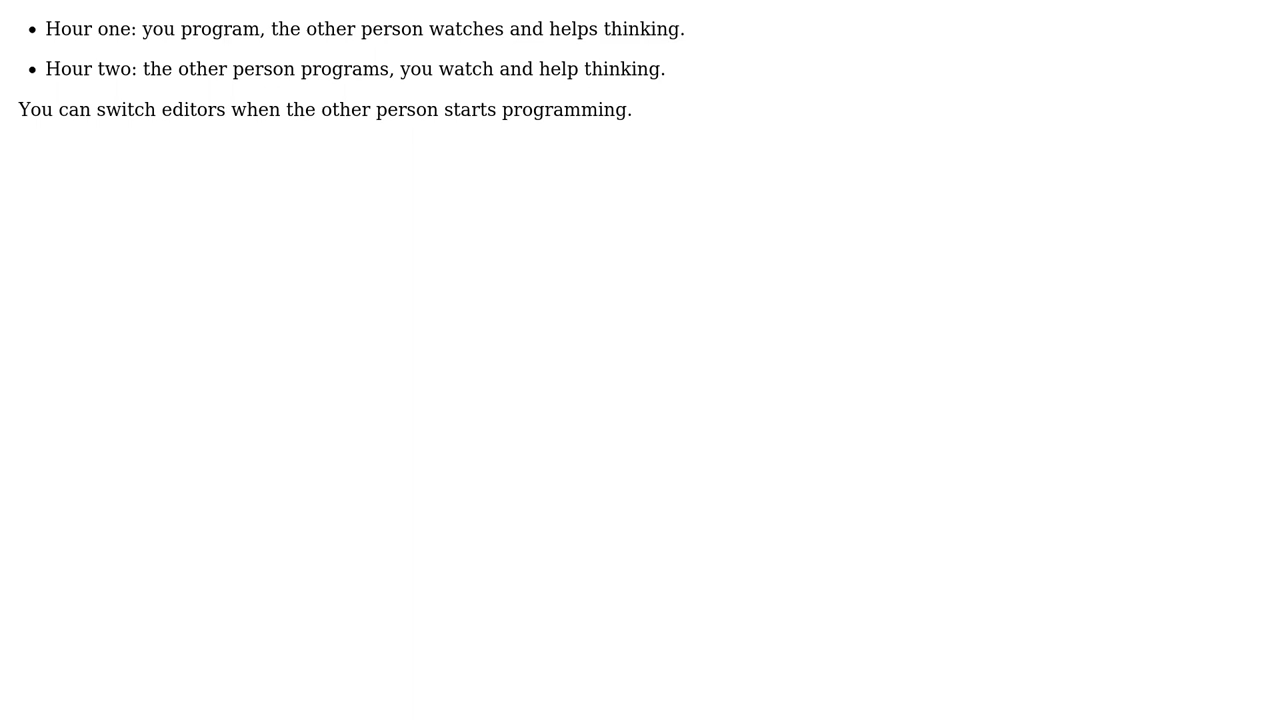 • Hour one: you program, the other person watches and helps thinking.
• Hour two: the other person programs, you watch and help thinking.
You can switch editors when the other person starts programming.